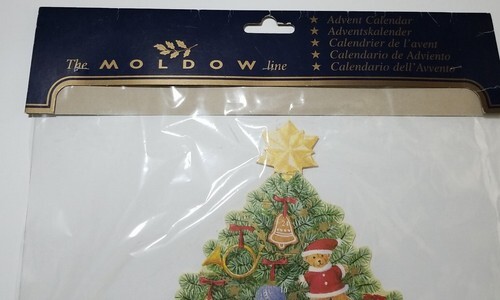 The MOLDOW line
★ Advent Calendar
★ Adventskalender
★ Calendrier de l'avent
★ Calendario de Adviento
★ Calendario dell'Avvento